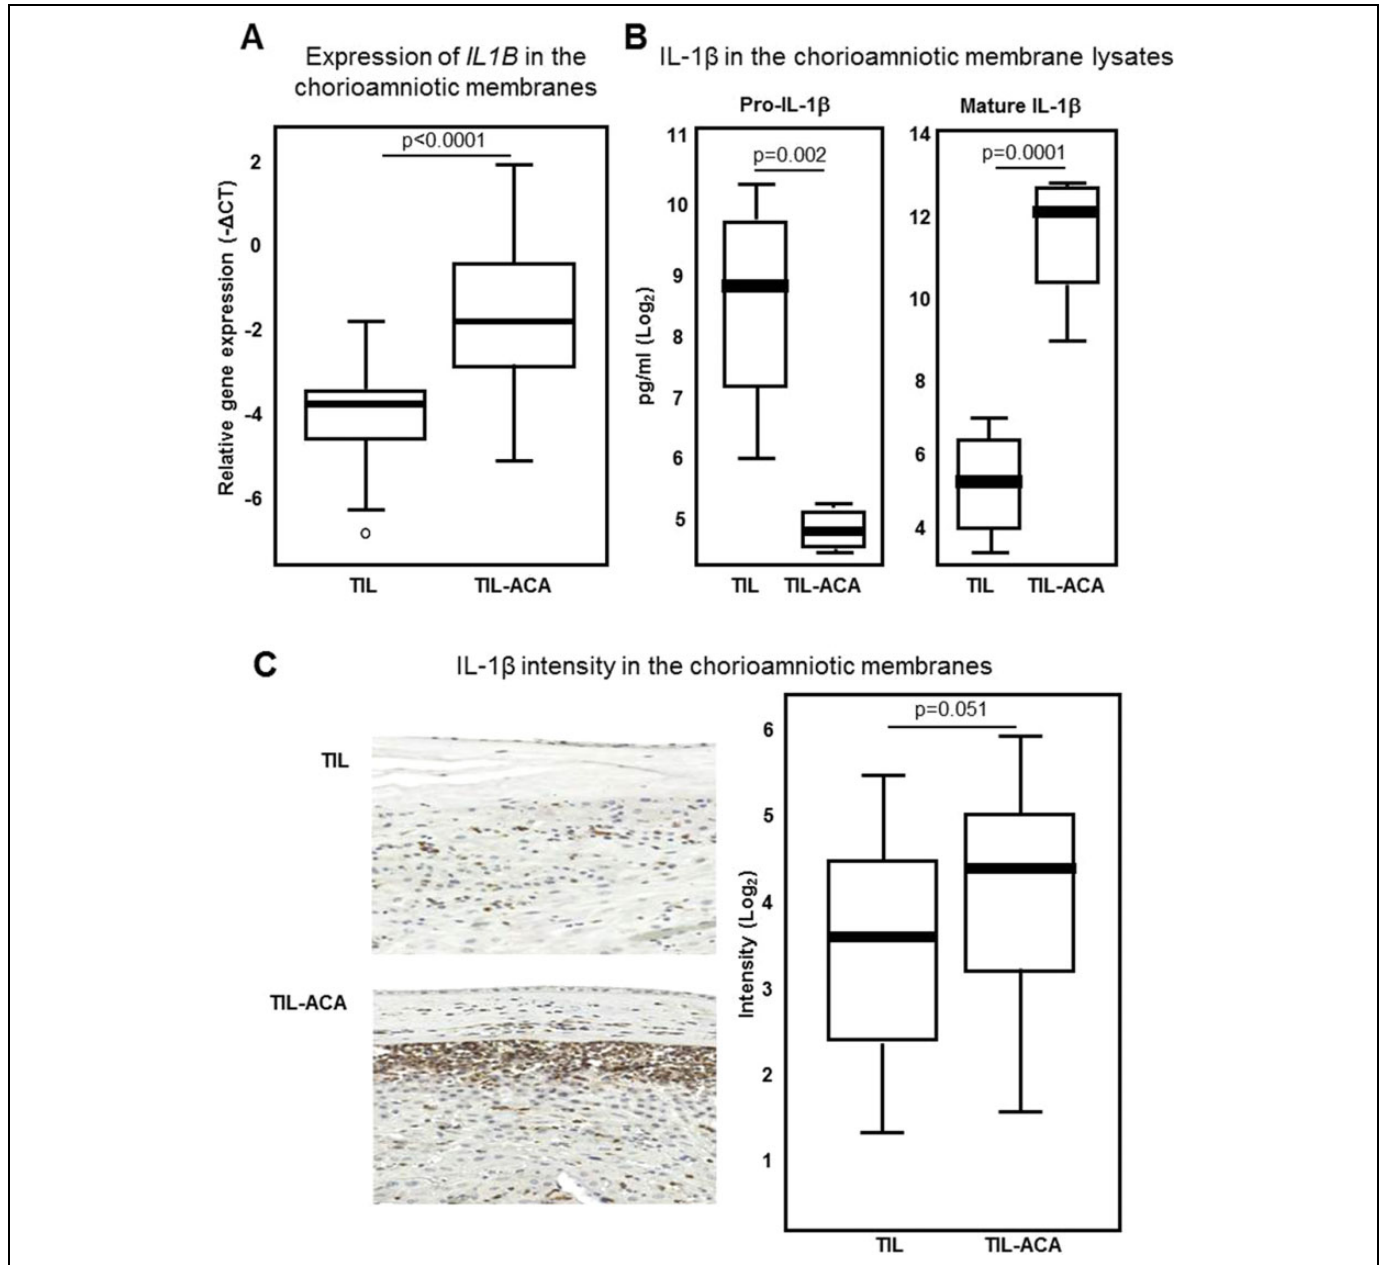 A
Expression of IL1B in the
chorioamniotic membranes
p<0.0001
Relative gene expression (-ΔCT)
2
0
-2
-4
-6
TIL
TIL-ACA
B
IL-1β in the chorioamniotic membrane lysates
Pro-IL-1β
p=0.002
pg/ml (Log₂)
11
10
9
8
7
6
5
TIL
TIL-ACA
Mature IL-1β
p=0.0001
14
12
10
8
6
4
TIL
TIL-ACA
C
IL-1β intensity in the chorioamniotic membranes
TIL
TIL-ACA
p=0.051
Intensity (Log₂)
6
5
4
3
2
1
TIL
TIL-ACA